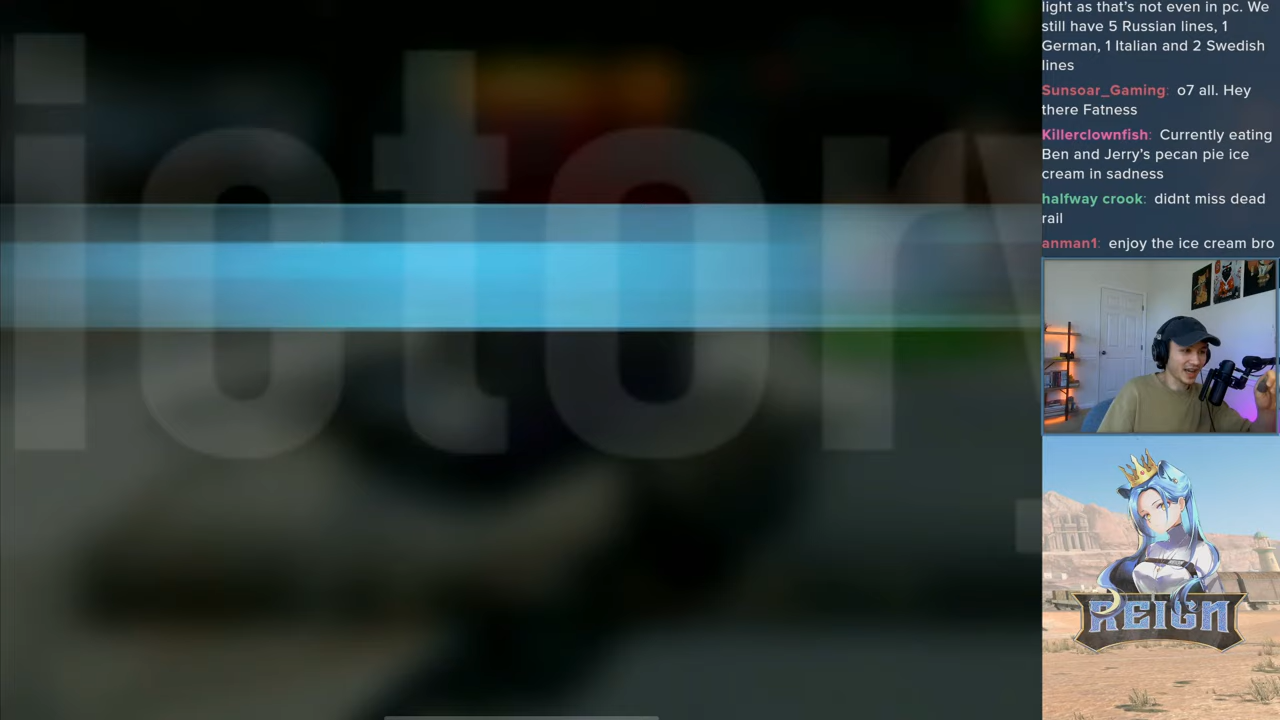 light as that's not even in pc. We
still have 5 Russian lines, 1
German, 1 Italian and 2 Swedish
lines
Sunsoar_Gaming: o7 all. Hey
there Fatness
Killerclownfish: Currently eating
Ben and Jerry's pecan pie ice
cream in sadness
halfway crook: didnt miss dead
rail
anman1: enjoy the ice cream bro
REIGN